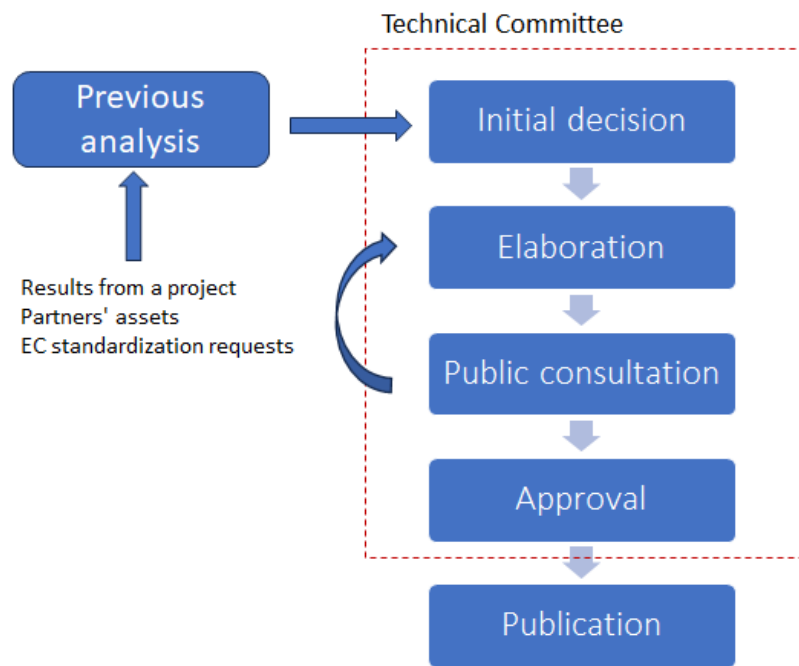 Technical Committee
Previous
analysis
Initial decision
Elaboration
Results from a project
Partners' assets
EC standardization requests
Public consultation
Approval
Publication